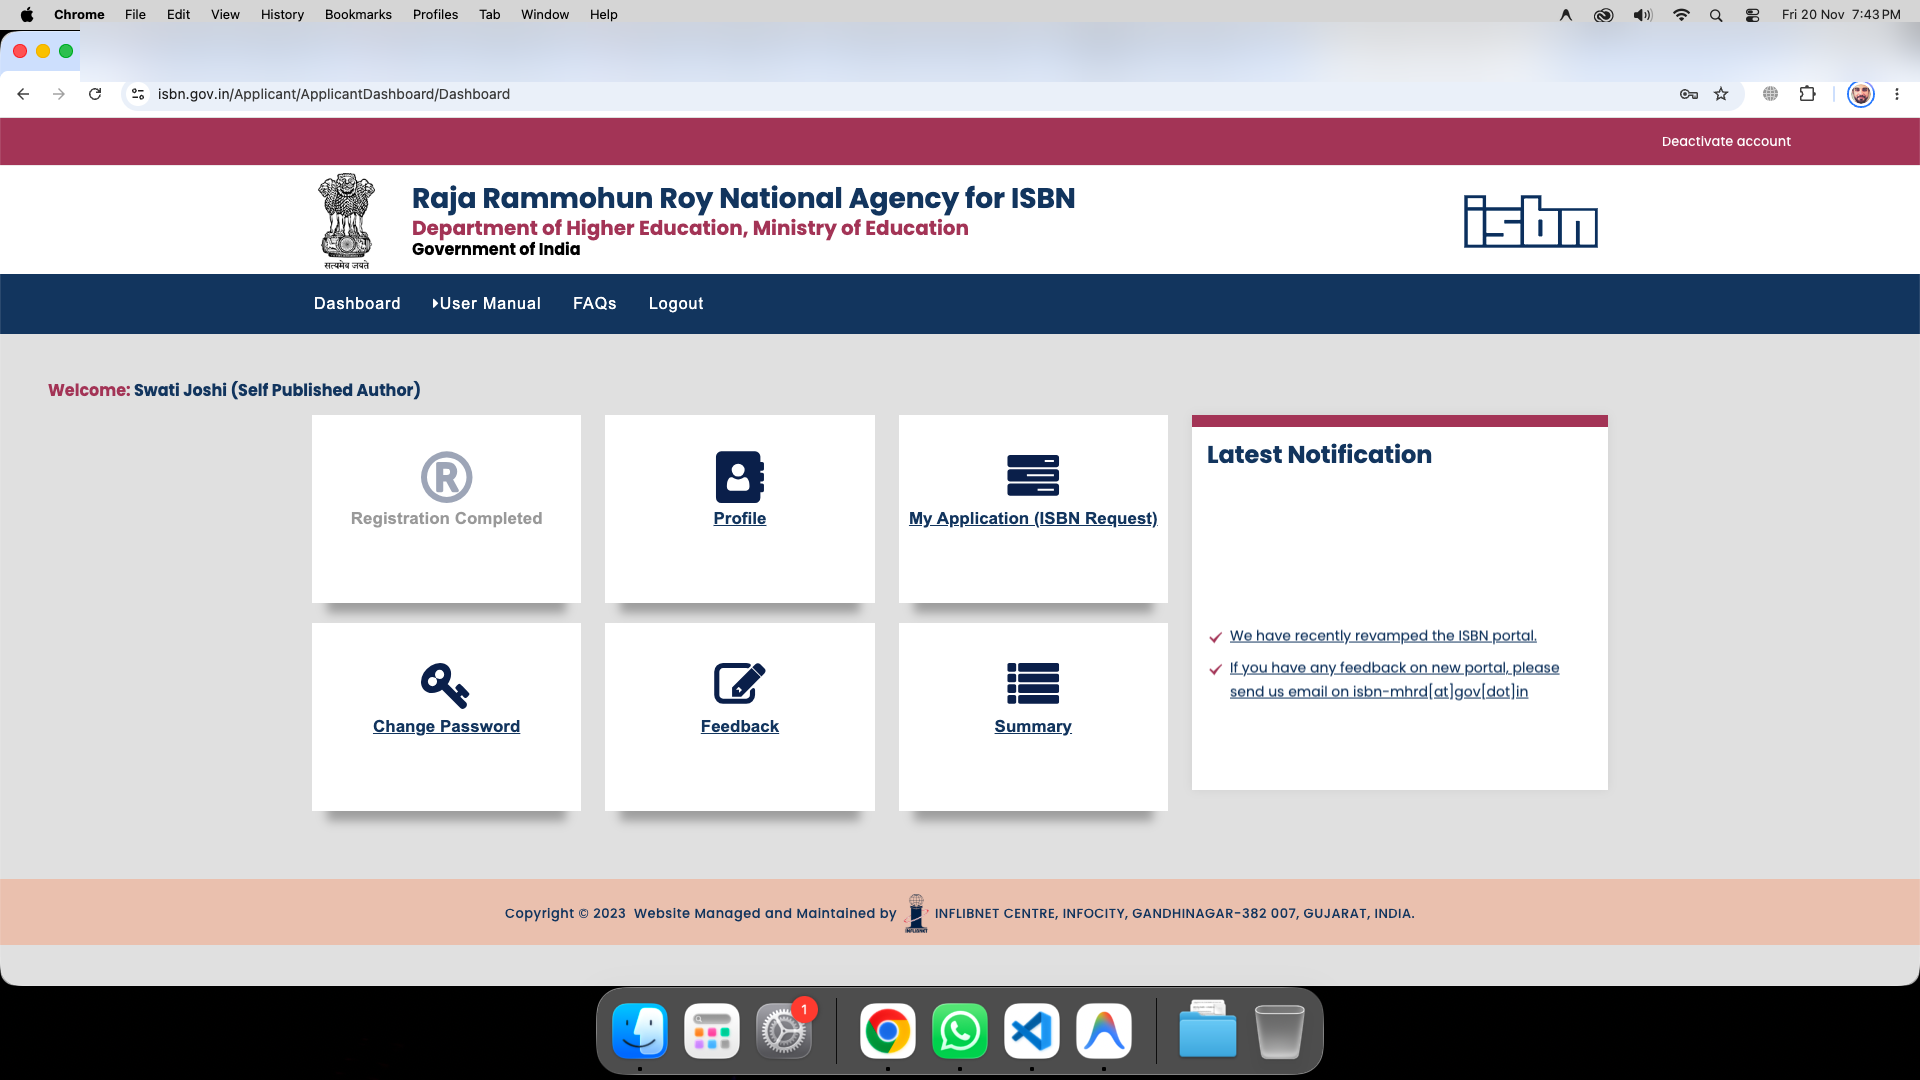 Chrome File Edit View History Bookmarks Profiles Tab Window Help Fri 20 Nov 7:43 PM
isbn.gov.in/Applicant/ApplicantDashboard/Dashboard
Deactivate account
Raja Rammohun Roy National Agency for ISBN
Department of Higher Education, Ministry of Education
Government of India
सत्यमेव जयते
isbn
Dashboard User Manual FAQs Logout
Welcome: Swati Joshi (Self Published Author)
Registration Completed
Profile
My Application (ISBN Request)
Change Password
Feedback
Summary
Latest Notification
We have recently revamped the ISBN portal.
If you have any feedback on new portal, please
send us email on isbn-mhrd[at]gov[dot]in
Copyright © 2023 Website Managed and Maintained by INFLIBNET CENTRE, INFOCITY, GANDHINAGAR-382 007, GUJARAT, INDIA.
1